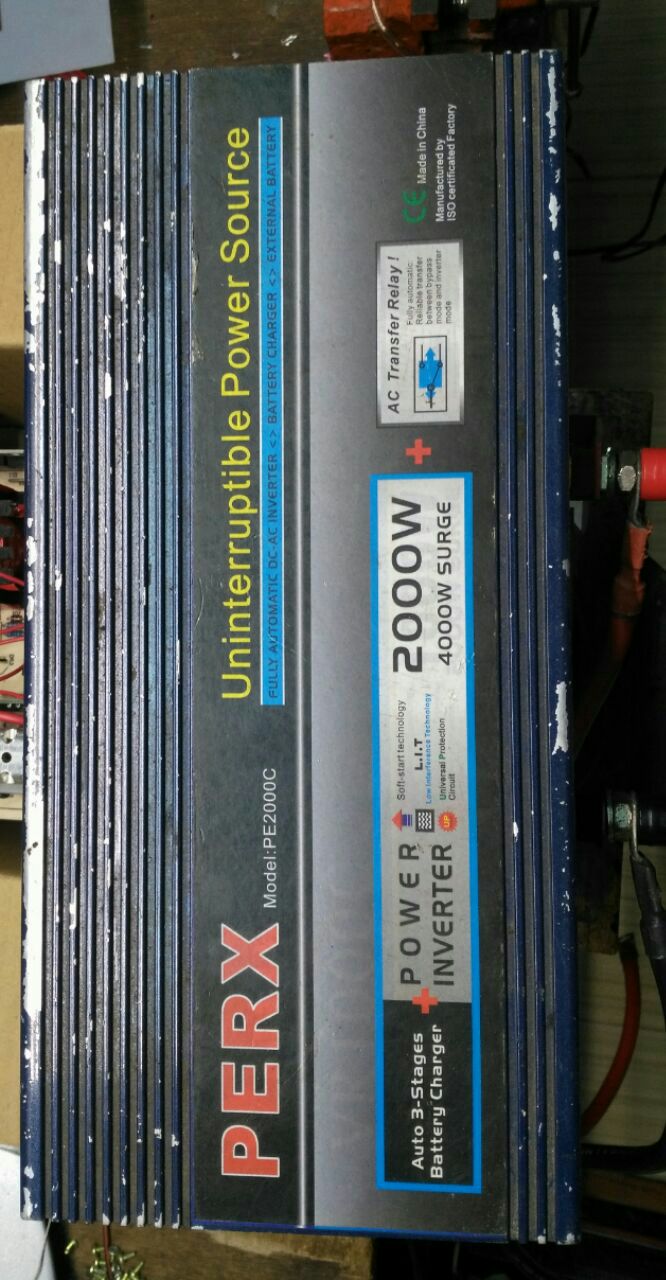 PERX Model:PE2000C
Uninterruptible Power Source
FULLY AUTOMATIC DC-AC INVERTER <> BATTERY CHARGER <> EXTERNAL BATTERY
Auto 3-Stages
Battery Charger
+
POWER
INVERTER
Soft-start technology
L.I.T
Low Interference Technology
UP
Universal Protection
Circuit
2000W
4000W SURGE
+
AC Transfer Relay !
Fully automatic:
Reliable transfer
between bypass
mode and inverter
mode
CE Made in China
Manufactured by
ISO certificated Factory